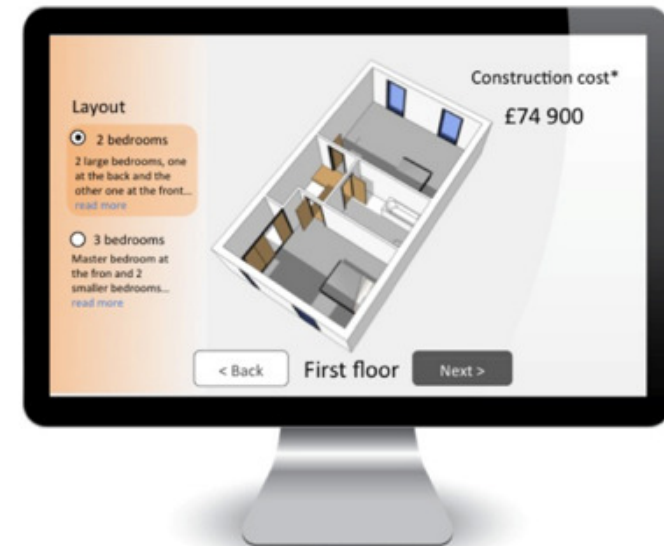 Layout
2 bedrooms
2 large bedrooms, one
at the back and the
other one at the front...
read more
3 bedrooms
Master bedroom at
the fron and 2
smaller bedrooms...
read more
Construction cost*
£74 900
< Back
First floor
Next >